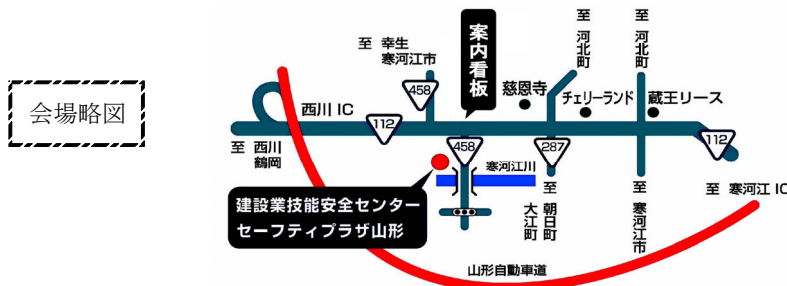 会場略図
至 幸生
寒河江市
458
案内看板
至 河北町
至 河北町
慈恩寺
チェリーランド
蔵王リース
西川 IC
112
至 西川
鶴岡
458
287
112
寒河江川
建設業技能安全センター
セーフティプラザ山形
至 朝日町
大江町
至 寒河江市
至 寒河江 IC
山形自動車道